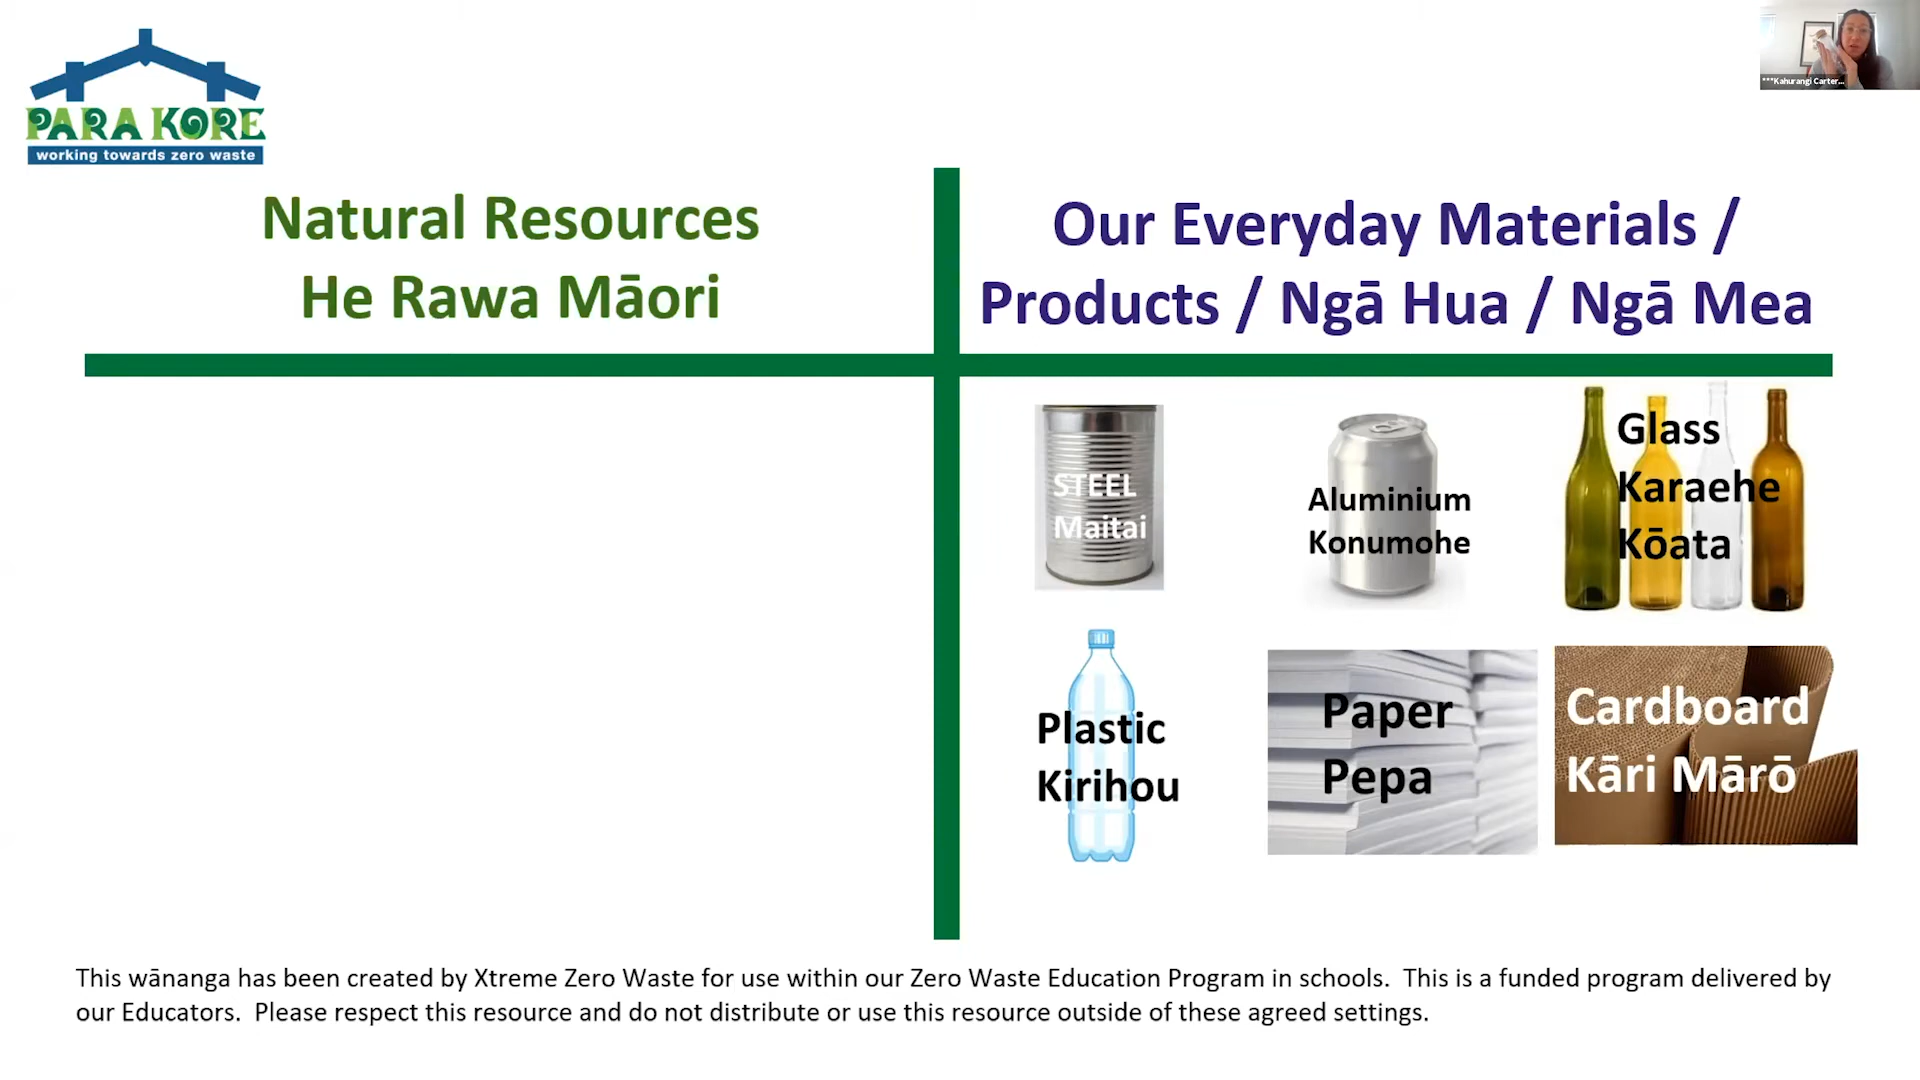 PARA KORE
working towards zero waste
***Kahurangi Carter...
Natural Resources
He Rawa Māori
Our Everyday Materials /
Products / Ngā Hua / Ngā Mea
STEEL
Maitai
Aluminium
Konumohe
Glass
Karaehe
Kōata
Plastic
Kirihou
Paper
Pepa
Cardboard
Kāri Mārō
This wānanga has been created by Xtreme Zero Waste for use within our Zero Waste Education Program in schools. This is a funded program delivered by
our Educators. Please respect this resource and do not distribute or use this resource outside of these agreed settings.